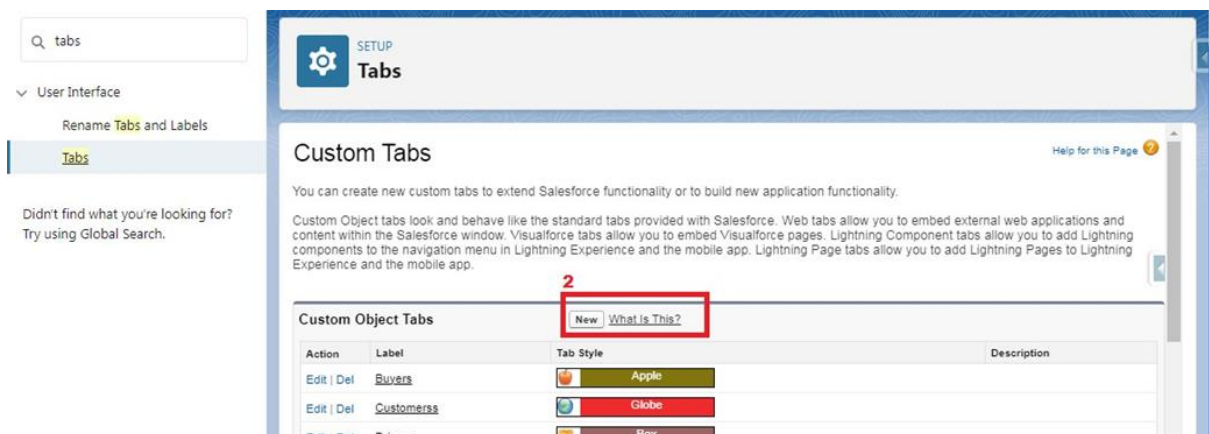 tabs
User Interface
Rename Tabs and Labels
Tabs
Didn't find what you're looking for?
Try using Global Search.
SETUP
Tabs
Custom Tabs
Help for this Page
You can create new custom tabs to extend Salesforce functionality or to build new application functionality.
Custom Object tabs look and behave like the standard tabs provided with Salesforce. Web tabs allow you to embed external web applications and
content within the Salesforce window. Visualforce tabs allow you to embed Visualforce pages. Lightning Component tabs allow you to add Lightning
components to the navigation menu in Lightning Experience and the mobile app. Lightning Page tabs allow you to add Lightning Pages to Lightning
Experience and the mobile app.
2
Custom Object Tabs New What Is This?
Action Label Tab Style Description
Edit | Del Buyers Apple
Edit | Del Customerss Globe
Edit | Del Box